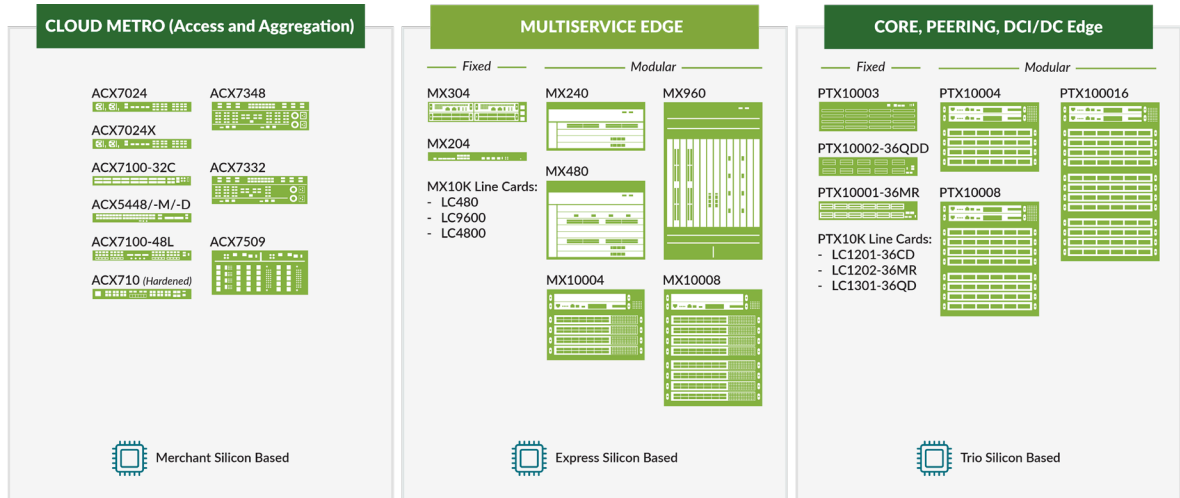 CLOUD METRO (Access and Aggregation)
ACX7024
ACX7348
ACX7024X
ACX7100-32C
ACX7332
ACX5448/-M/-D
ACX7100-48L
ACX7509
ACX710 (Hardened)
Merchant Silicon Based
MULTISERVICE EDGE
Fixed
Modular
MX304
MX240
MX960
MX204
MX480
MX10K Line Cards:
- LC480
- LC9600
- LC4800
MX10004
MX10008
Express Silicon Based
CORE, PEERING, DCI/DC Edge
Fixed
Modular
PTX10003
PTX10004
PTX100016
PTX10002-36QDD
PTX10001-36MR
PTX10008
PTX10K Line Cards:
- LC1201-36CD
- LC1202-36MR
- LC1301-36QD
Trio Silicon Based